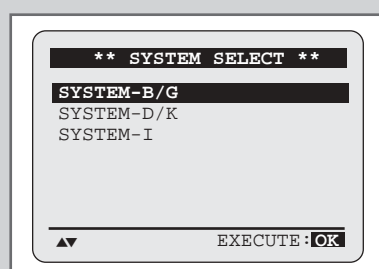 ** SYSTEM SELECT **
SYSTEM-B/G
SYSTEM-D/K
SYSTEM-I
▲▼ EXECUTE:OK